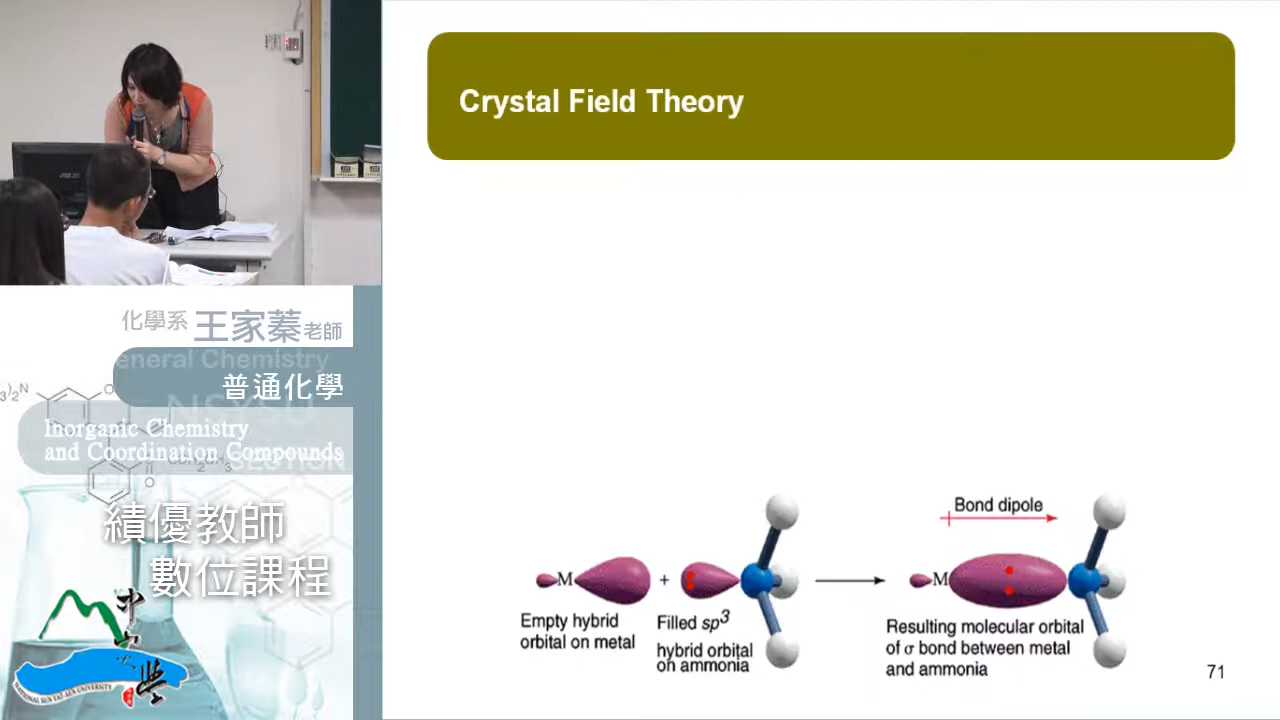 Crystal Field Theory
化學系 王家蓁老師
General Chemistry
普通化學
NSYSU
Inorganic Chemistry
and Coordination Compounds
SECTION
績優教師
數位課程
Bond dipole
M
+
M
Empty hybrid
orbital on metal
Filled sp3
hybrid orbital
on ammonia
Resulting molecular orbital
of σ bond between metal
and ammonia
71